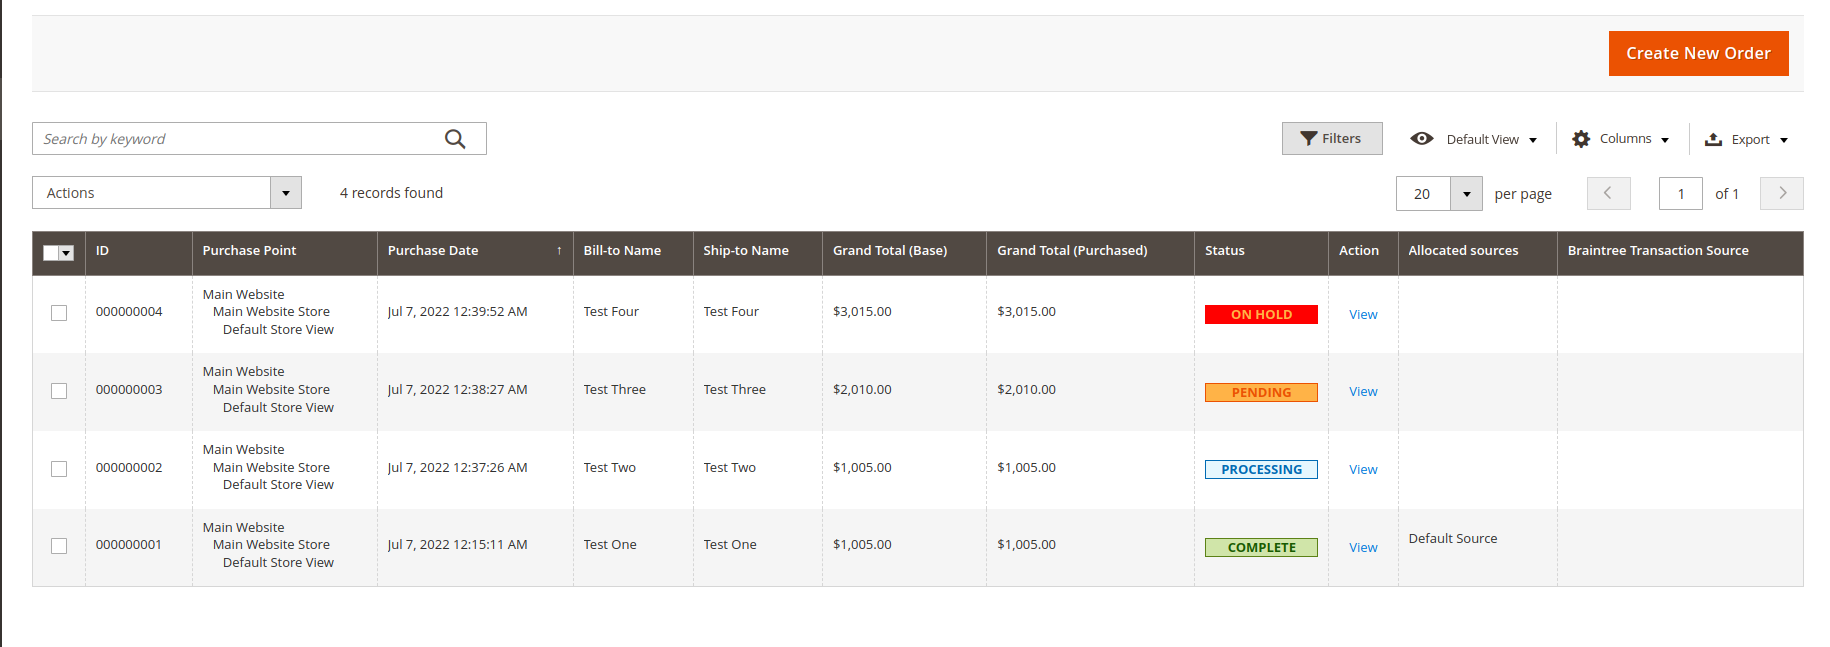 Create New Order
Search by keyword
Filters
Default View
Columns
Export
Actions
4 records found
20
per page
1
of 1
ID
Purchase Point
Purchase Date ↑
Bill-to Name
Ship-to Name
Grand Total (Base)
Grand Total (Purchased)
Status
Action
Allocated sources
Braintree Transaction Source
000000004
Main Website
Main Website Store
Default Store View
Jul 7, 2022 12:39:52 AM
Test Four
Test Four
$3,015.00
$3,015.00
ON HOLD
View
000000003
Main Website
Main Website Store
Default Store View
Jul 7, 2022 12:38:27 AM
Test Three
Test Three
$2,010.00
$2,010.00
PENDING
View
000000002
Main Website
Main Website Store
Default Store View
Jul 7, 2022 12:37:26 AM
Test Two
Test Two
$1,005.00
$1,005.00
PROCESSING
View
000000001
Main Website
Main Website Store
Default Store View
Jul 7, 2022 12:15:11 AM
Test One
Test One
$1,005.00
$1,005.00
COMPLETE
View
Default Source